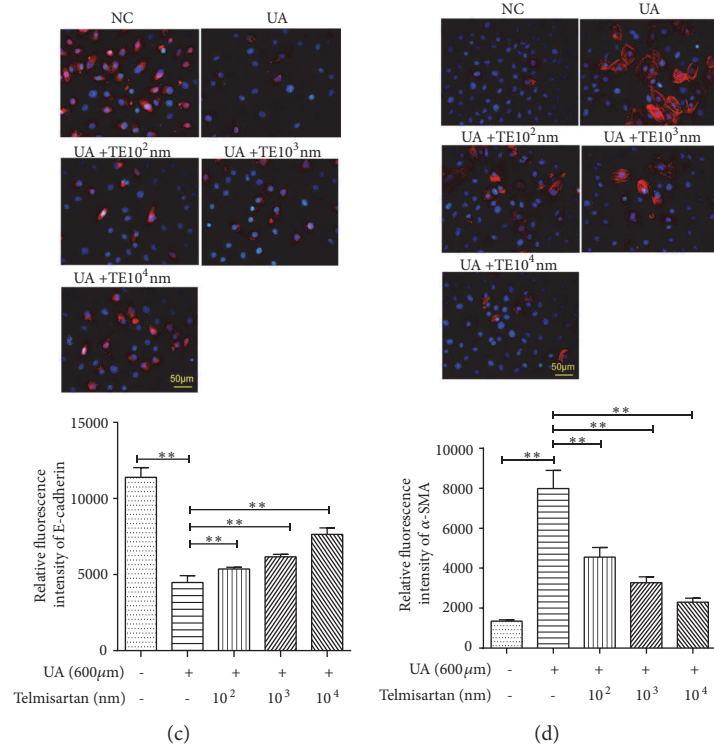 NC UA
UA +TE10²nm UA +TE10³nm
UA +TE10⁴nm
50μm
15000
10000
5000
0
Relative fluorescence
intensity of E-cadherin
**
**
**
**
UA (600μm) - + + + +
Telmisartan (nm) - - 10² 10³ 10⁴
(c)
NC UA
UA +TE10²nm UA +TE10³nm
UA +TE10⁴nm
50μm
10000
8000
6000
4000
2000
0
Relative fluorescence
intensity of α-SMA
**
**
**
**
UA (600μm) - + + + +
Telmisartan (nm) - - 10² 10³ 10⁴
(d)